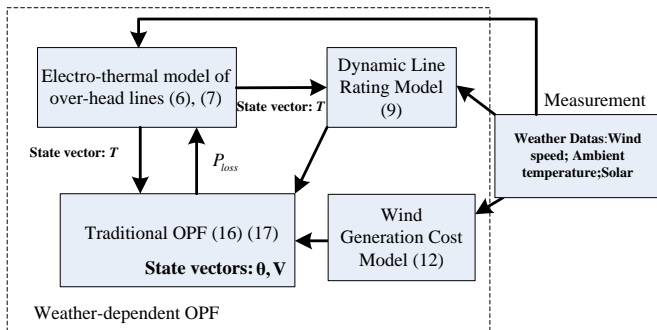 Electro-thermal model of
over-head lines (6), (7)
State vector: T
Dynamic Line
Rating Model
(9)
Measurement
Weather Datas:Wind
speed; Ambient
temperature;Solar
State vector: T
P_loss
Traditional OPF (16) (17)
State vectors: θ, V
Wind
Generation Cost
Model (12)
Weather-dependent OPF